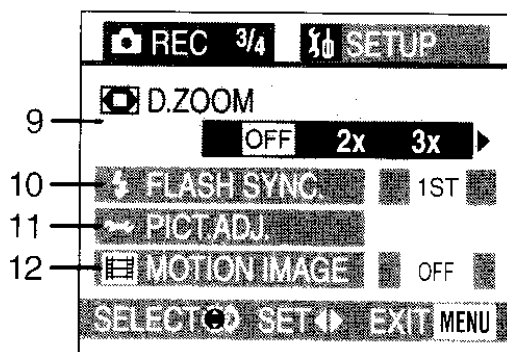 REC 3/4 SETUP
D.ZOOM
9
OFF 2x 3x
10 FLASH SYNC. 1ST
11 PICT.ADJ.
12 MOTION IMAGE OFF
SELECT SET EXIT MENU